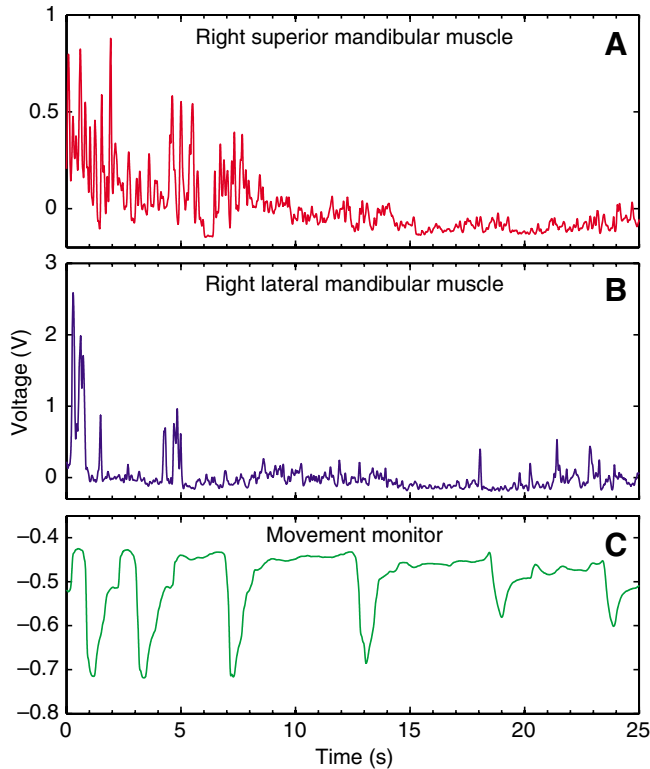 1
Right superior mandibular muscle
A
0.5
0
3
Right lateral mandibular muscle
B
2
1
0
Voltage (V)
−0.4
Movement monitor
C
−0.5
−0.6
−0.7
−0.8
0 5 10 15 20 25
Time (s)